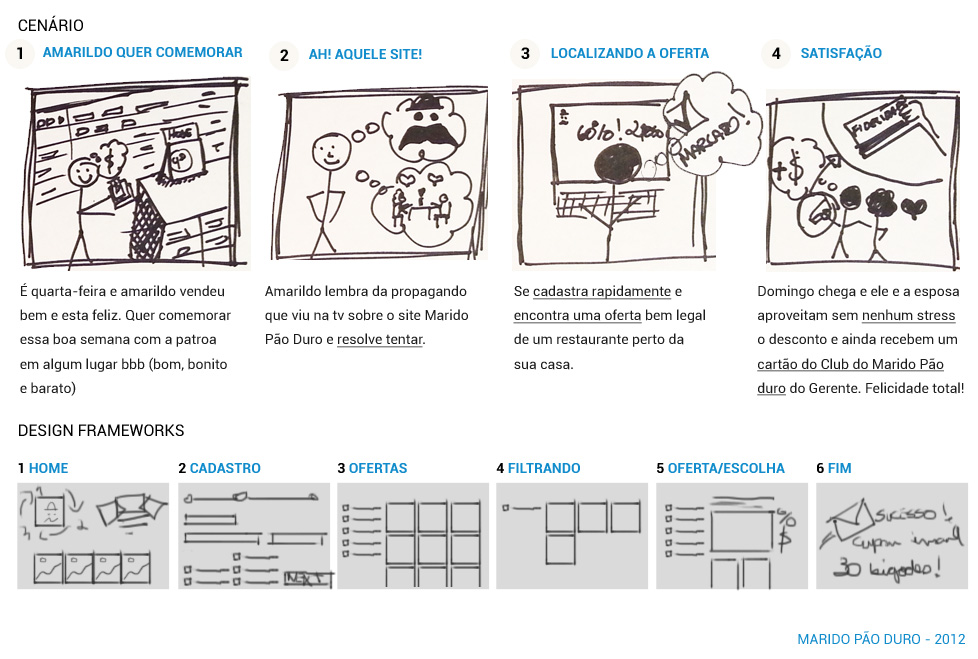 CENÁRIO
1 AMARILDO QUER COMEMORAR
2 AH! AQUELE SITE!
3 LOCALIZANDO A OFERTA
4 SATISFAÇÃO
HOJE
$
60%!
MARCADO!
FIDELIDADE
+$
É quarta-feira e amarildo vendeu
bem e esta feliz. Quer comemorar
essa boa semana com a patroa
em algum lugar bbb (bom, bonito
e barato)
Amarildo lembra da propagando
que viu na tv sobre o site Marido
Pão Duro e resolve tentar.
Se cadastra rapidamente e
encontra uma oferta bem legal
de um restaurante perto da
sua casa.
Domingo chega e ele e a esposa
aproveitam sem nenhum stress
o desconto e ainda recebem um
cartão do Club do Marido Pão
duro do Gerente. Felicidade total!
DESIGN FRAMEWORKS
1 HOME
2 CADASTRO
3 OFERTAS
4 FILTRANDO
5 OFERTA/ESCOLHA
6 FIM
1
2
3
NEXT
%
$
SUCESSO!
cupom
30 bigodes!
MARIDO PÃO DURO - 2012